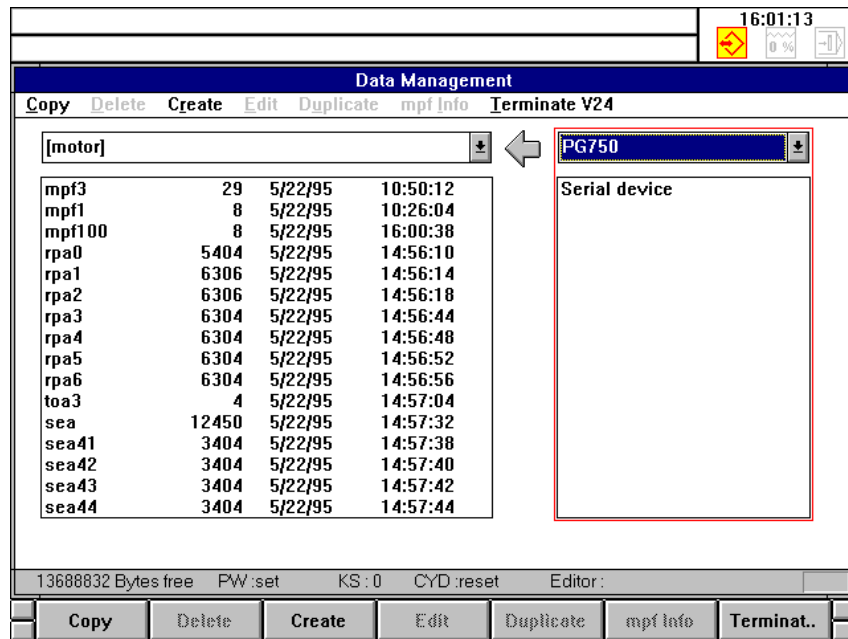 16:01:13
0 %
Data Management
Copy Delete Create Edit Duplicate mpf Info Terminate V24
[motor] PG750
mpf3 29 5/22/95 10:50:12 Serial device
mpf1 8 5/22/95 10:26:04
mpf100 8 5/22/95 16:00:38
rpa0 5404 5/22/95 14:56:10
rpa1 6306 5/22/95 14:56:14
rpa2 6306 5/22/95 14:56:18
rpa3 6304 5/22/95 14:56:44
rpa4 6304 5/22/95 14:56:48
rpa5 6304 5/22/95 14:56:52
rpa6 6304 5/22/95 14:56:56
toa3 4 5/22/95 14:57:04
sea 12450 5/22/95 14:57:32
sea41 3404 5/22/95 14:57:38
sea42 3404 5/22/95 14:57:40
sea43 3404 5/22/95 14:57:42
sea44 3404 5/22/95 14:57:44
13688832 Bytes free PW :set KS : 0 CYD :reset Editor :
Copy Delete Create Edit Duplicate mpf Info Terminat..